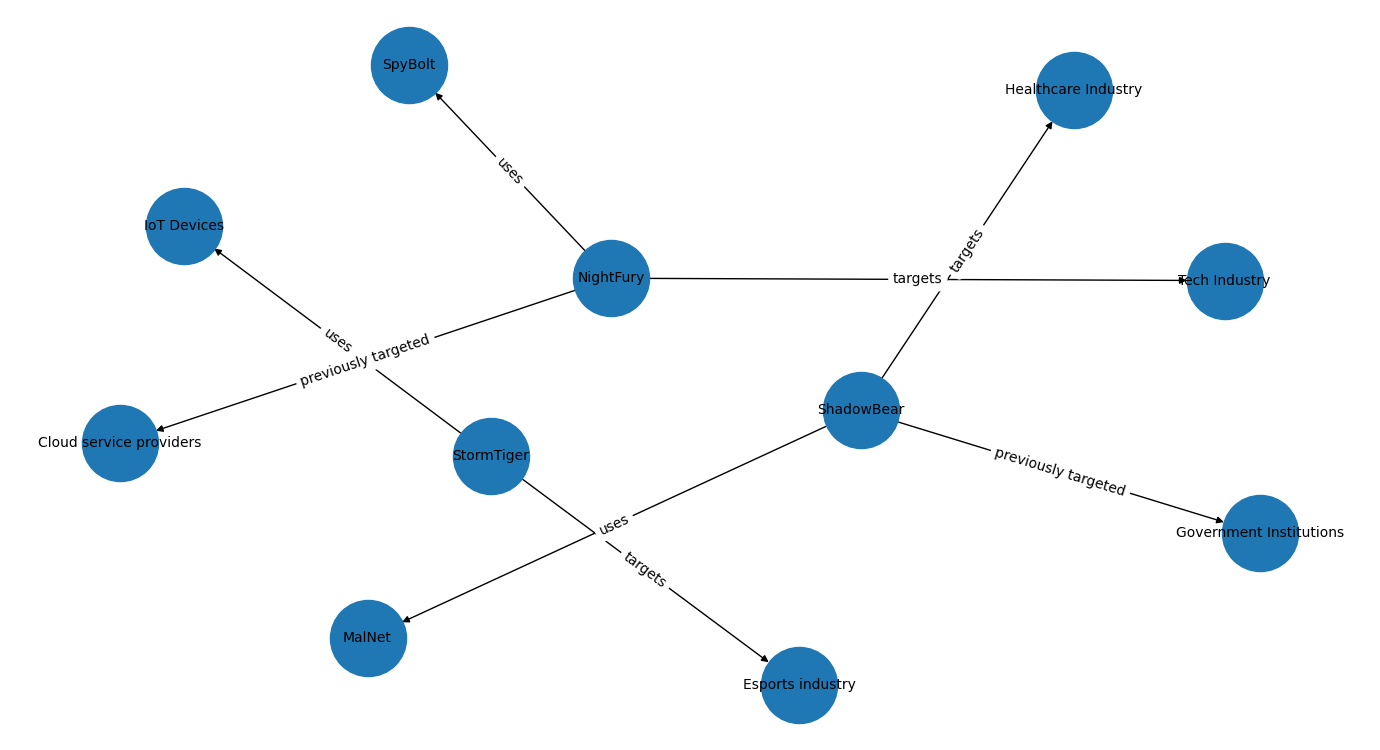 SpyBolt
Healthcare Industry
uses
IoT Devices
targets
NightFury
targets
Tech Industry
uses
previously targeted
ShadowBear
Cloud service providers
StormTiger
previously targeted
uses
Government Institutions
targets
MalNet
Esports industry